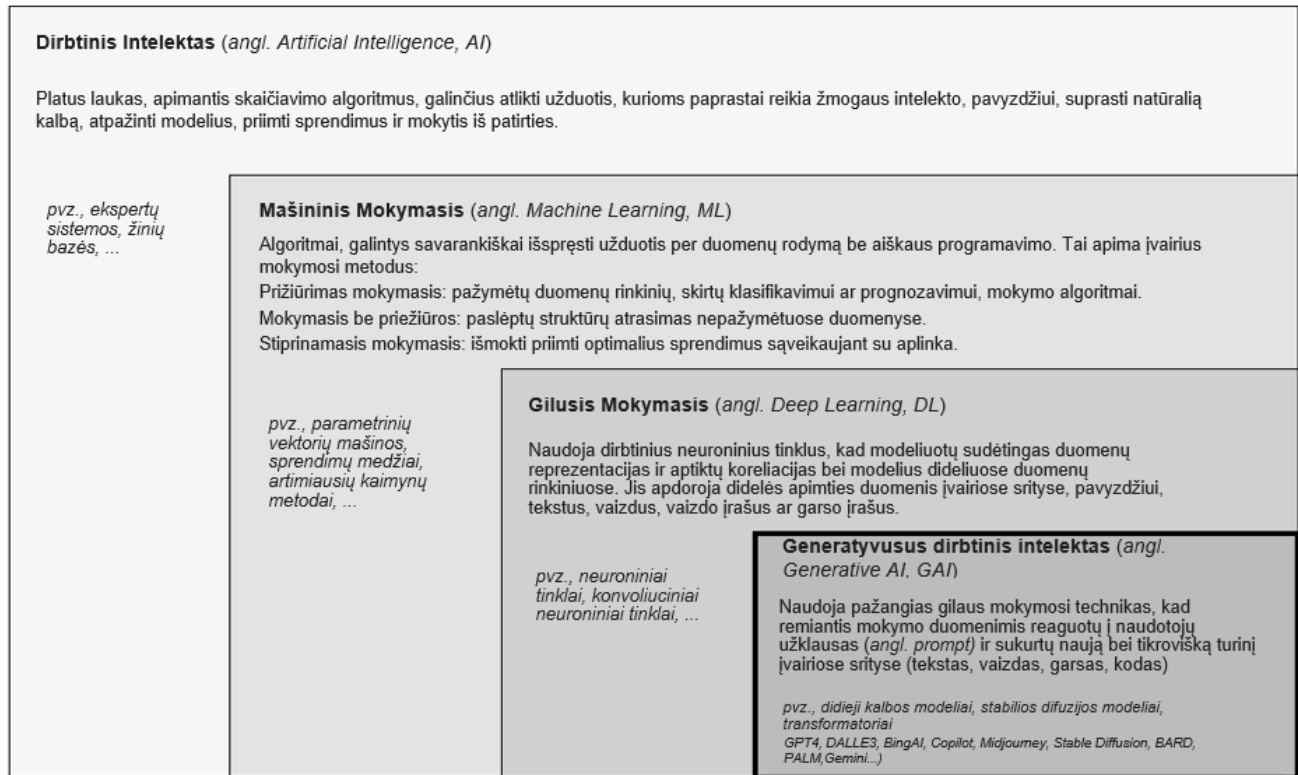 Dirbtinis Intelektas (angl. Artificial Intelligence, AI)
Platus laukas, apimantis skaičiavimo algoritmus, galinčius atlikti užduotis, kurioms paprastai reikia žmogaus intelekto, pavyzdžiui, suprasti natūralią
kalbą, atpažinti modelius, priimti sprendimus ir mokytis iš patirties.
pvz., ekspertų
sistemos, žinių
bazės, ...
Mašininis Mokymasis (angl. Machine Learning, ML)
Algoritmai, galintys savarankiškai išspręsti užduotis per duomenų rodymą be aiškaus programavimo. Tai apima įvairius
mokymosi metodus:
Prižiūrimas mokymasis: pažymėtų duomenų rinkinių, skirtų klasifikavimui ar prognozavimui, mokymo algoritmai.
Mokymasis be priežiūros: paslėptų struktūrų atrasimas nepažymėtuose duomenyse.
Stiprinamasis mokymasis: išmokti priimti optimalius sprendimus sąveikaujant su aplinka.
pvz., parametrinių
vektorių mašinos,
sprendimų medžiai,
artimiausių kaimynų
metodai, ...
Gilusis Mokymasis (angl. Deep Learning, DL)
Naudoja dirbtinius neuroninius tinklus, kad modeliuotų sudėtingas duomenų
reprezentacijas ir aptiktų koreliacijas bei modelius dideliuose duomenų
rinkiniuose. Jis apdoroja didelės apimties duomenis įvairiose srityse, pavyzdžiui,
tekstus, vaizdus, vaizdo įrašus ar garso įrašus.
pvz., neuroniniai
tinklai, konvoliuciniai
neuroniniai tinklai, ...
Generatyvusus dirbtinis intelektas (angl.
Generative AI, GAI)
Naudoja pažangias gilaus mokymosi technikas, kad
remiantis mokymo duomenimis reaguotų į naudotojų
užklausas (angl. prompt) ir sukurtų naują bei tikrovišką turinį
įvairiose srityse (tekstas, vaizdas, garsas, kodas)
pvz., didieji kalbos modeliai, stabilios difuzijos modeliai,
transformatoriai
GPT4, DALLE3, BingAI, Copilot, Midjourney, Stable Diffusion, BARD,
PALM,Gemini...)